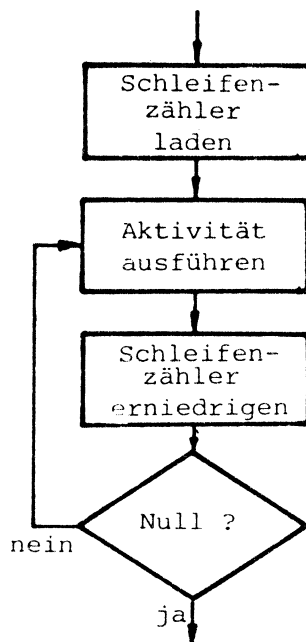 Schleifen-
zähler
laden
Aktivität
ausführen
Schleifen-
zähler
erniedrigen
Null ?
nein
ja